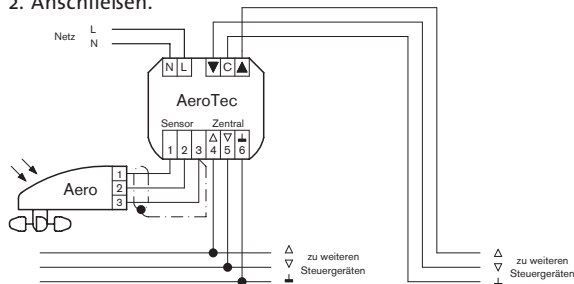 2. Anschließen.
Netz
L
N
N L ▼ C ▲
AeroTec
Sensor Zentral
△ ▽
1 2 3 4 5 6
Aero
1
2
3
△
▽
zu weiteren
Steuergeräten
△
▽
zu weiteren
Steuergeräten